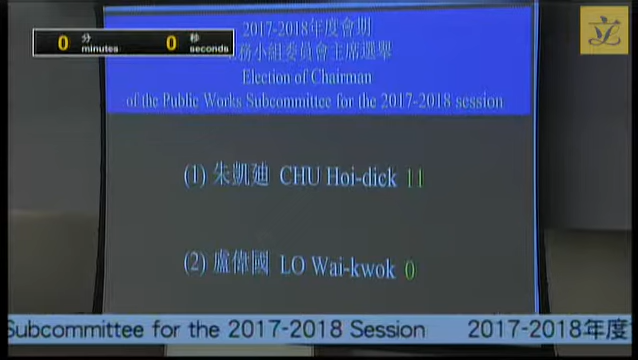 0 分 minutes 0 秒 seconds
2017-2018年度會期
務小組委員會主席選舉
Election of Chairman
of the Public Works Subcommittee for the 2017-2018 session
(1) 朱凱廸 CHU Hoi-dick 11
(2) 盧偉國 LO Wai-kwok 0
Subcommittee for the 2017-2018 Session 2017-2018年度
立